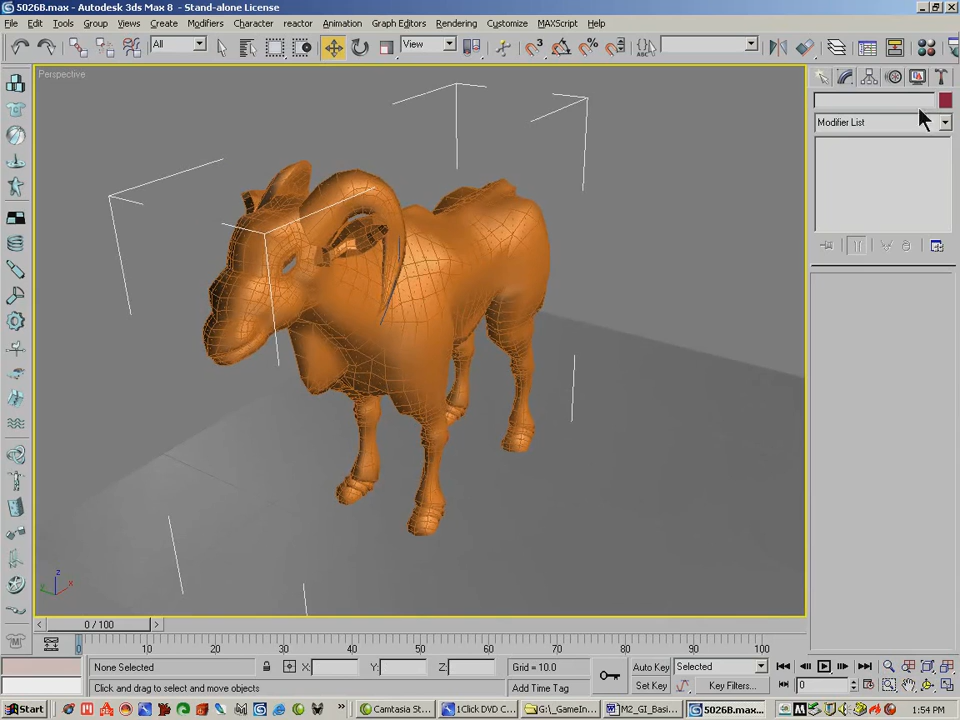 5026B.max - Autodesk 3ds Max 8 - Stand-alone License
File Edit Tools Group Views Create Modifiers Character reactor Animation Graph Editors Rendering Customize MAXScript Help
All View
Perspective
Modifier List
0 / 100
0 10 20 30 40 50 60 70 80 90 100
None Selected X: Y: Z: Grid = 10.0 Auto Key Selected
Click and drag to select and move objects Add Time Tag Set Key Key Filters... 0
Start Camtasia St... 1Click DVD C... G:\_GameIn... M2_GI_Basi... 5026B.max... 1:54 PM